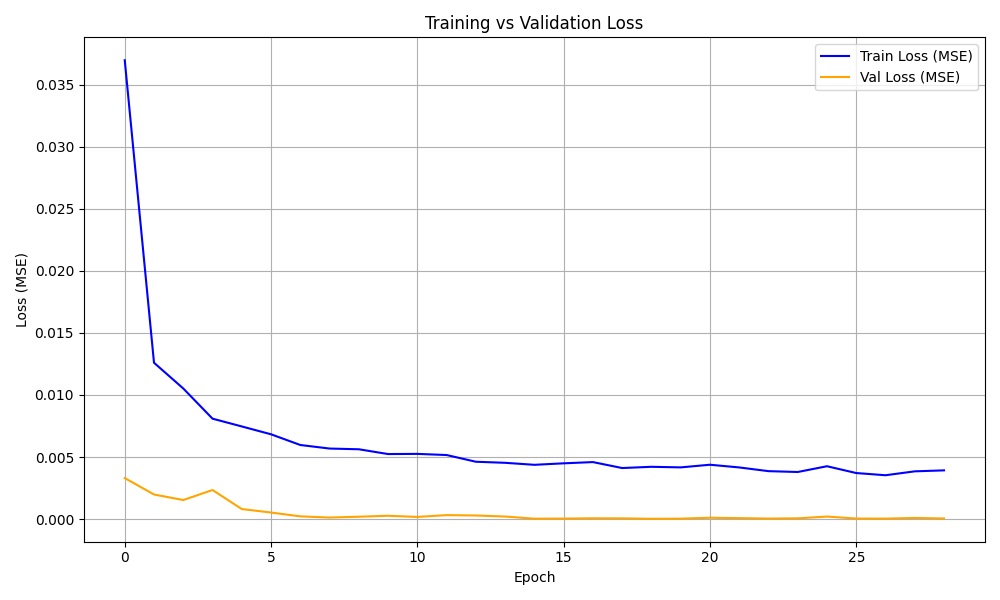 Training vs Validation Loss
Train Loss (MSE)
Val Loss (MSE)
0.035
0.030
0.025
0.020
0.015
0.010
0.005
0.000
Loss (MSE)
0 5 10 15 20 25
Epoch